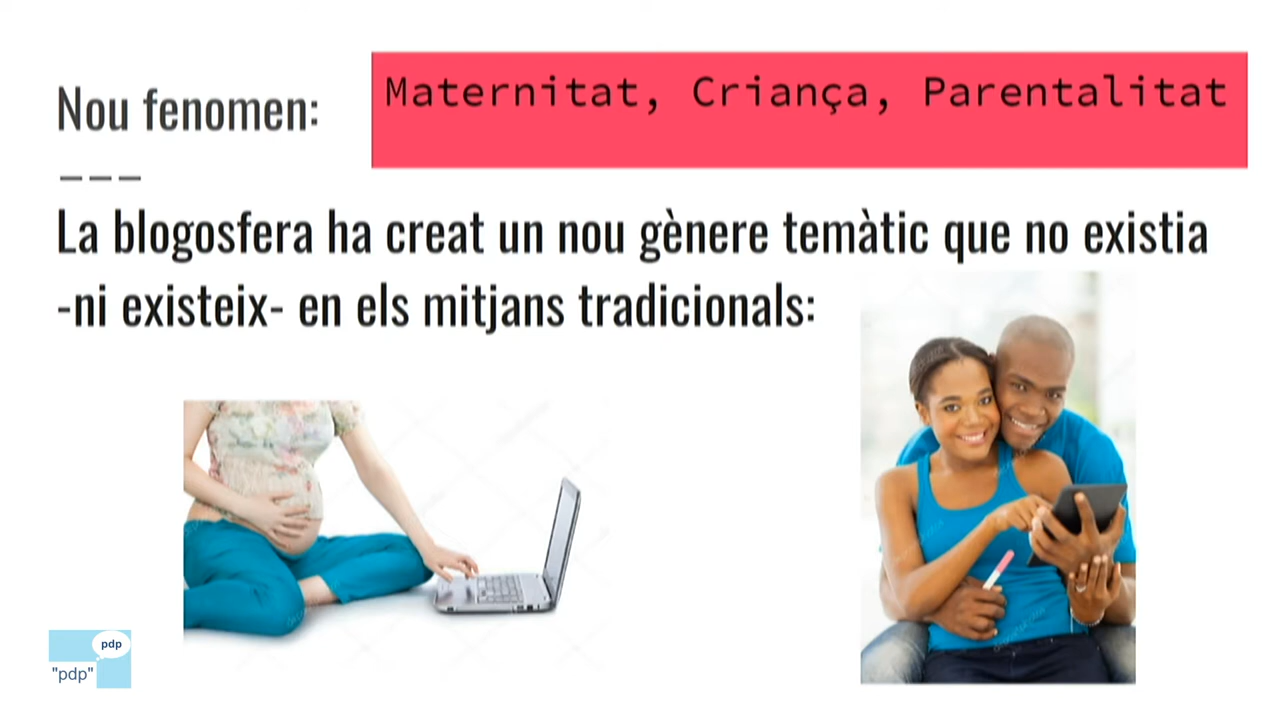 Nou fenomen:
Maternitat, Criança, Parentalitat
---
La blogosfera ha creat un nou gènere temàtic que no existia
-ni existeix- en els mitjans tradicionals:
pdp
"pdp"